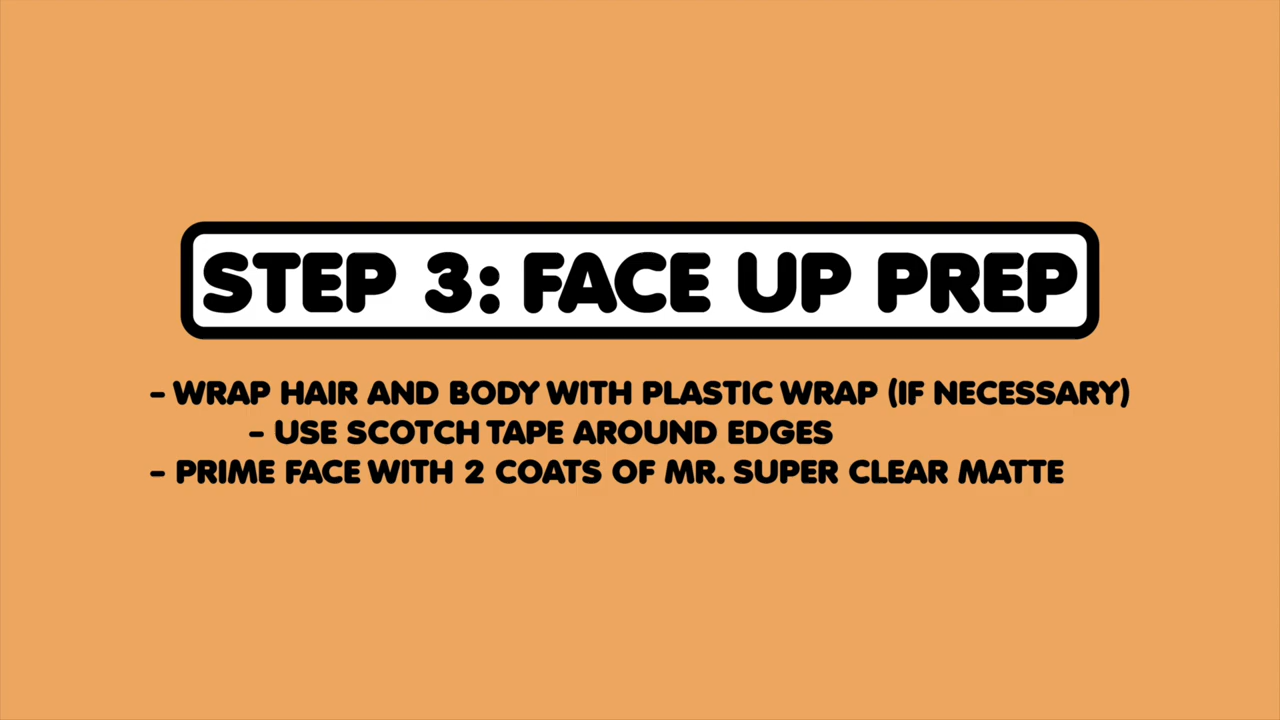 STEP 3: FACE UP PREP
- WRAP HAIR AND BODY WITH PLASTIC WRAP (IF NECESSARY)
- USE SCOTCH TAPE AROUND EDGES
- PRIME FACE WITH 2 COATS OF MR. SUPER CLEAR MATTE